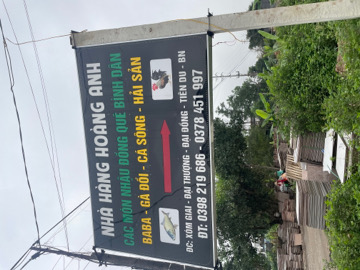 NHÀ HÀNG HOÀNG ANH
CÁC MÓN NHẬU ĐỒNG QUÊ BÌNH DÂN
BABA - GÀ ĐỒI - CÁ SÔNG - HẢI SẢN
ĐC: XÓM GIAI - ĐẠI THƯỢNG - ĐẠI ĐỒNG - TIÊN DU - BN
ĐT: 0398 219 686 - 0378 451 997